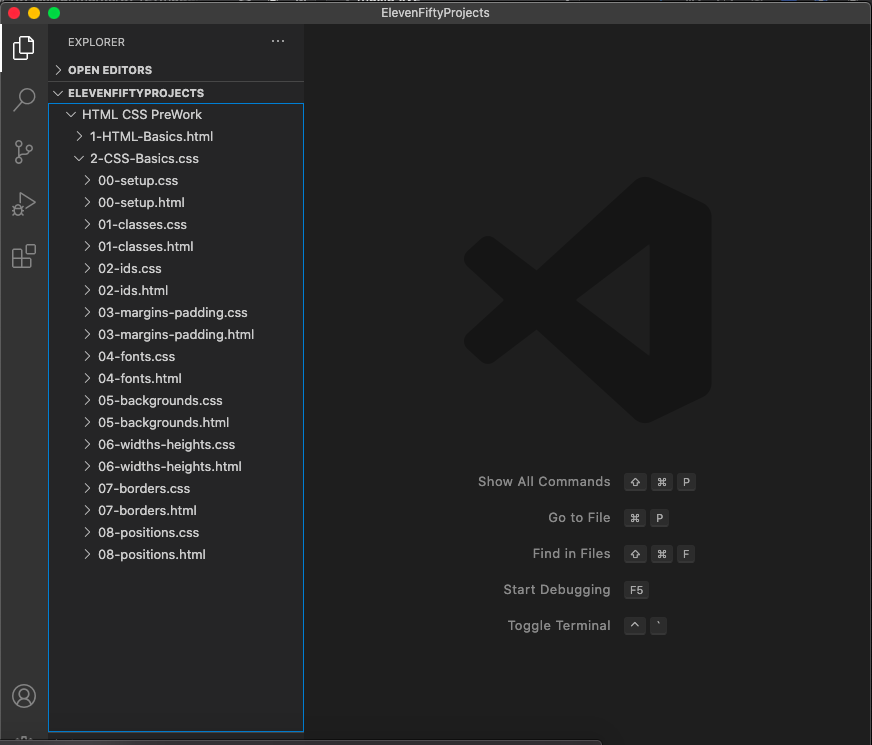 ElevenFiftyProjects
EXPLORER ...
OPEN EDITORS
ELEVENFIFTYPROJECTS
HTML CSS PreWork
1-HTML-Basics.html
2-CSS-Basics.css
00-setup.css
00-setup.html
01-classes.css
01-classes.html
02-ids.css
02-ids.html
03-margins-padding.css
03-margins-padding.html
04-fonts.css
04-fonts.html
05-backgrounds.css
05-backgrounds.html
06-widths-heights.css
06-widths-heights.html
07-borders.css
07-borders.html
08-positions.css
08-positions.html
Show All Commands ⇧ ⌘ P
Go to File ⌘ P
Find in Files ⇧ ⌘ F
Start Debugging F5
Toggle Terminal ^ `